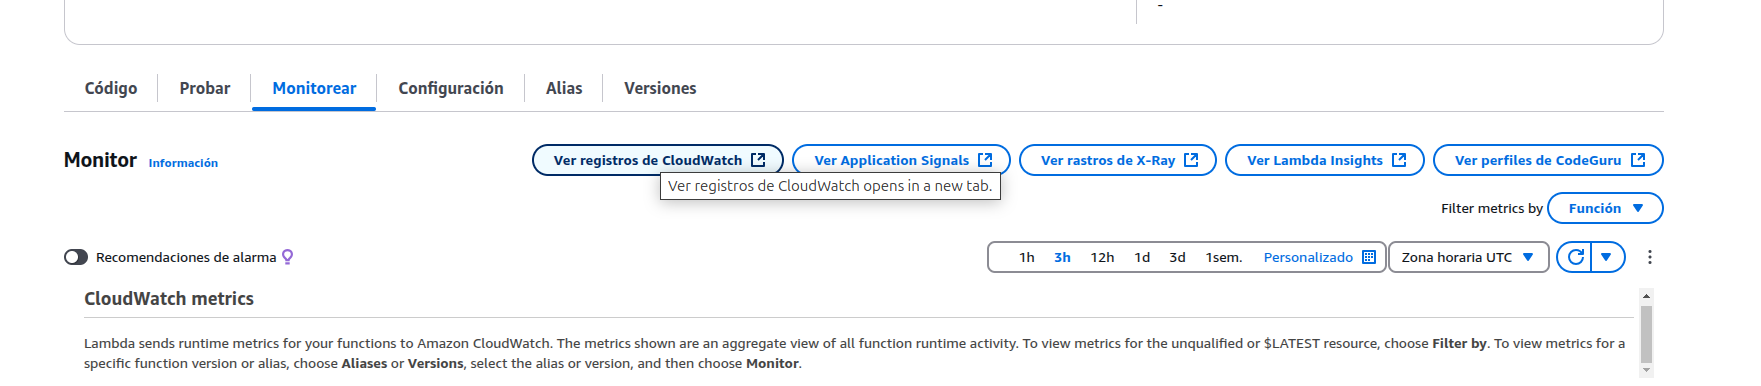 -
Código Probar Monitorear Configuración Alias Versiones
Monitor Información Ver registros de CloudWatch Ver Application Signals Ver rastros de X-Ray Ver Lambda Insights Ver perfiles de CodeGuru
Ver registros de CloudWatch opens in a new tab.
Filter metrics by Función
Recomendaciones de alarma 1h 3h 12h 1d 3d 1sem. Personalizado Zona horaria UTC
CloudWatch metrics
Lambda sends runtime metrics for your functions to Amazon CloudWatch. The metrics shown are an aggregate view of all function runtime activity. To view metrics for the unqualified or $LATEST resource, choose Filter by. To view metrics for a
specific function version or alias, choose Aliases or Versions, select the alias or version, and then choose Monitor.